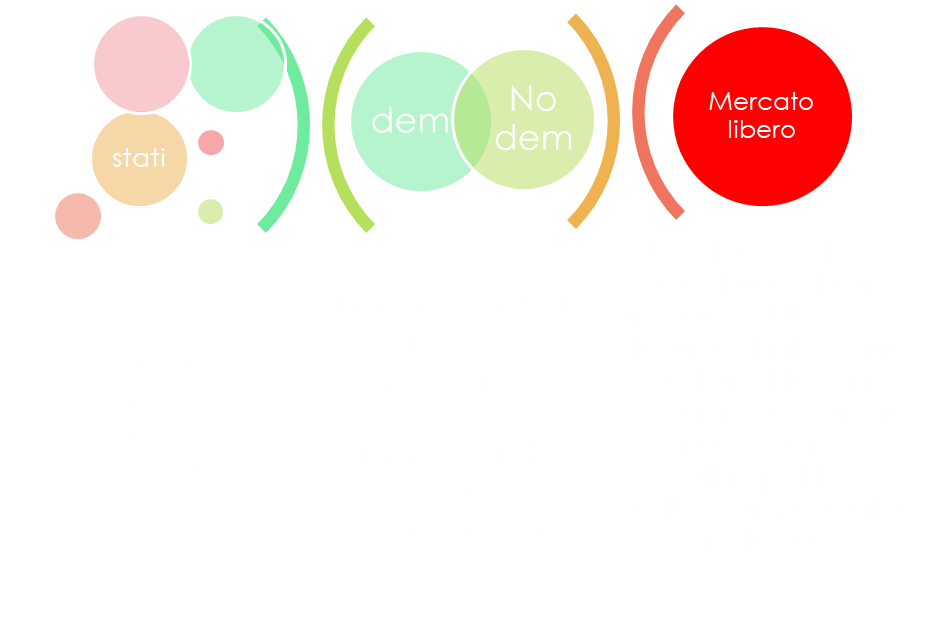 stati
dem
No
dem
Mercato
libero